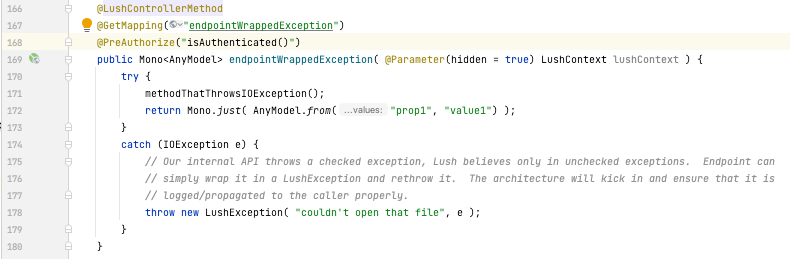 166 @LushControllerMethod
167 @GetMapping("endpointWrappedException")
168 @PreAuthorize("isAuthenticated()")
169 public Mono<AnyModel> endpointWrappedException( @Parameter(hidden = true) LushContext lushContext ) {
170 try {
171 methodThatThrowsIOException();
172 return Mono.just( AnyModel.from( ...values: "prop1", "value1") );
173 }
174 catch (IOException e) {
175 // Our internal API throws a checked exception, Lush believes only in unchecked exceptions.  Endpoint can
176 // simply wrap it in a LushException and rethrow it.  The architecture will kick in and ensure that it is
177 // logged/propagated to the caller properly.
178 throw new LushException( "couldn't open that file", e );
179 }
180 }